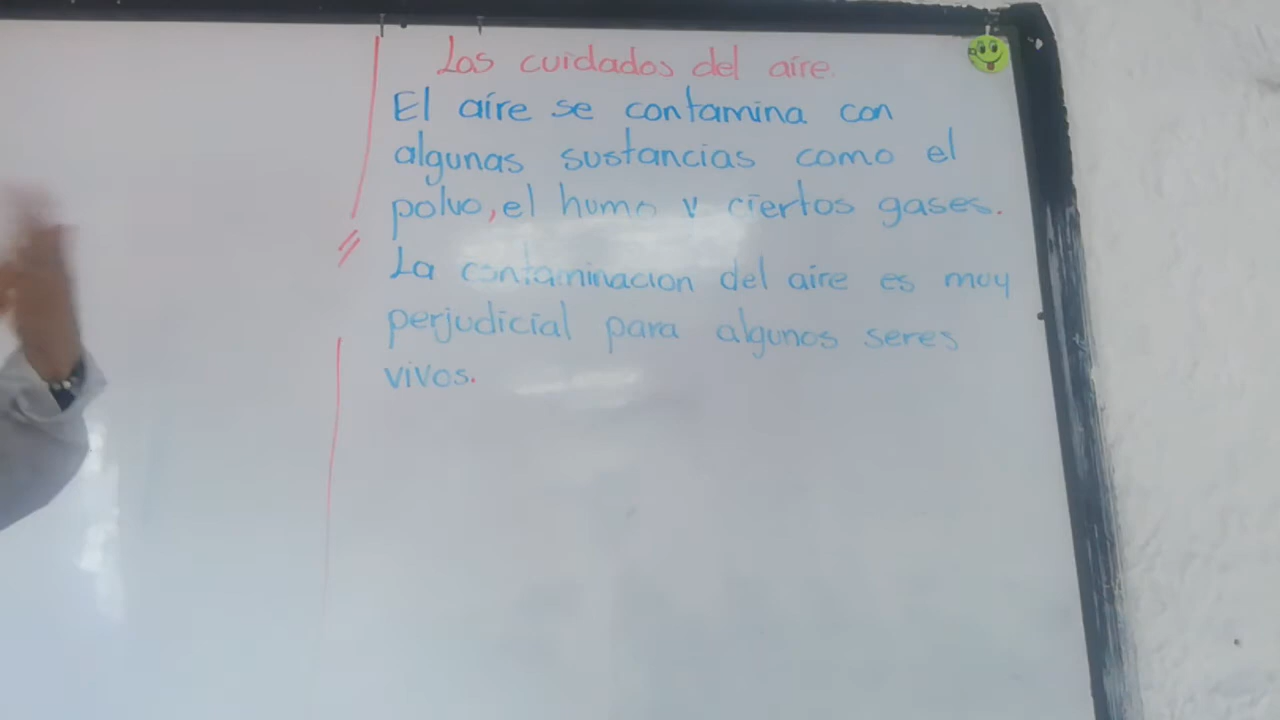 Los cuidados del aire.
El aire se contamina con
algunas sustancias como el
polvo, el humo y ciertos gases.
La contaminacion del aire es muy
perjudicial para algunos seres
vivos.